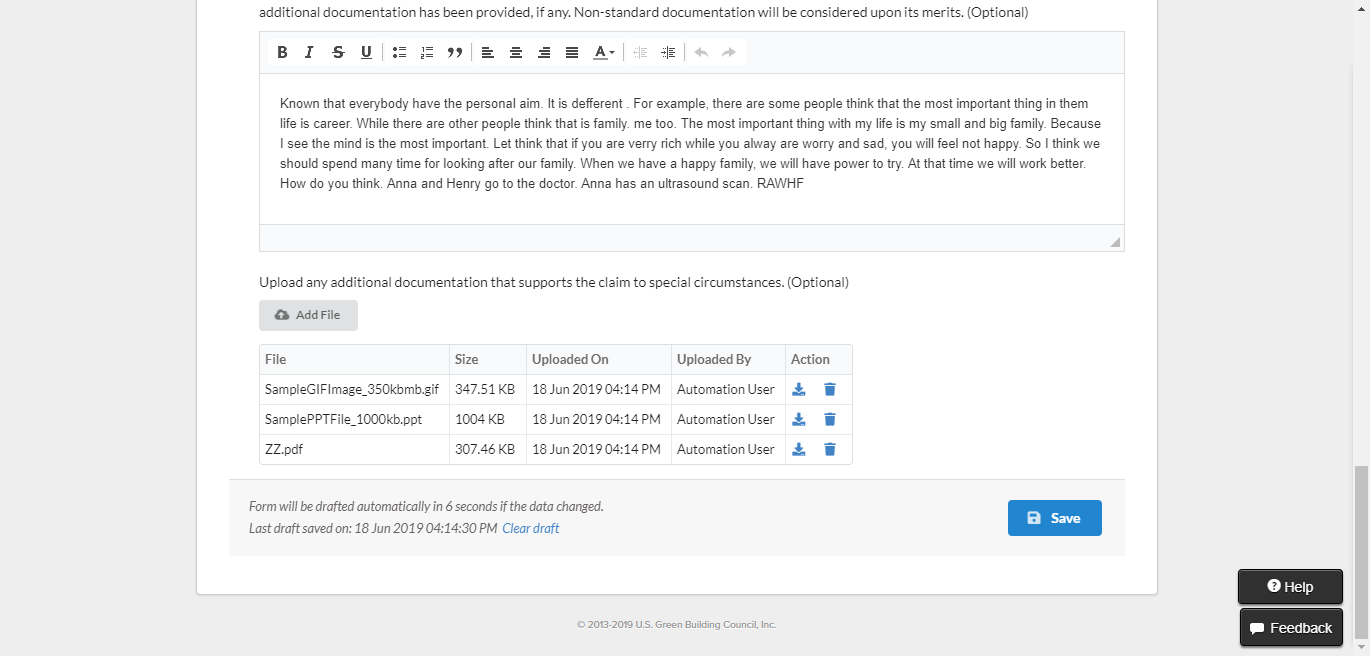 additional documentation has been provided, if any. Non-standard documentation will be considered upon its merits. (Optional)
B I S U A
Known that everybody have the personal aim. It is defferent . For example, there are some people think that the most important thing in them
life is career. While there are other people think that is family. me too. The most important thing with my life is my small and big family. Because
I see the mind is the most important. Let think that if you are verry rich while you alway are worry and sad, you will feel not happy. So I think we
should spend many time for looking after our family. When we have a happy family, we will have power to try. At that time we will work better.
How do you think. Anna and Henry go to the doctor. Anna has an ultrasound scan. RAWHF
Upload any additional documentation that supports the claim to special circumstances. (Optional)
Add File
File Size Uploaded On Uploaded By Action
SampleGIFImage_350kbmb.gif 347.51 KB 18 Jun 2019 04:14 PM Automation User
SamplePPTFile_1000kb.ppt 1004 KB 18 Jun 2019 04:14 PM Automation User
ZZ.pdf 307.46 KB 18 Jun 2019 04:14 PM Automation User
Form will be drafted automatically in 6 seconds if the data changed.
Last draft saved on: 18 Jun 2019 04:14:30 PM Clear draft
Save
Help
© 2013-2019 U.S. Green Building Council, Inc.
Feedback